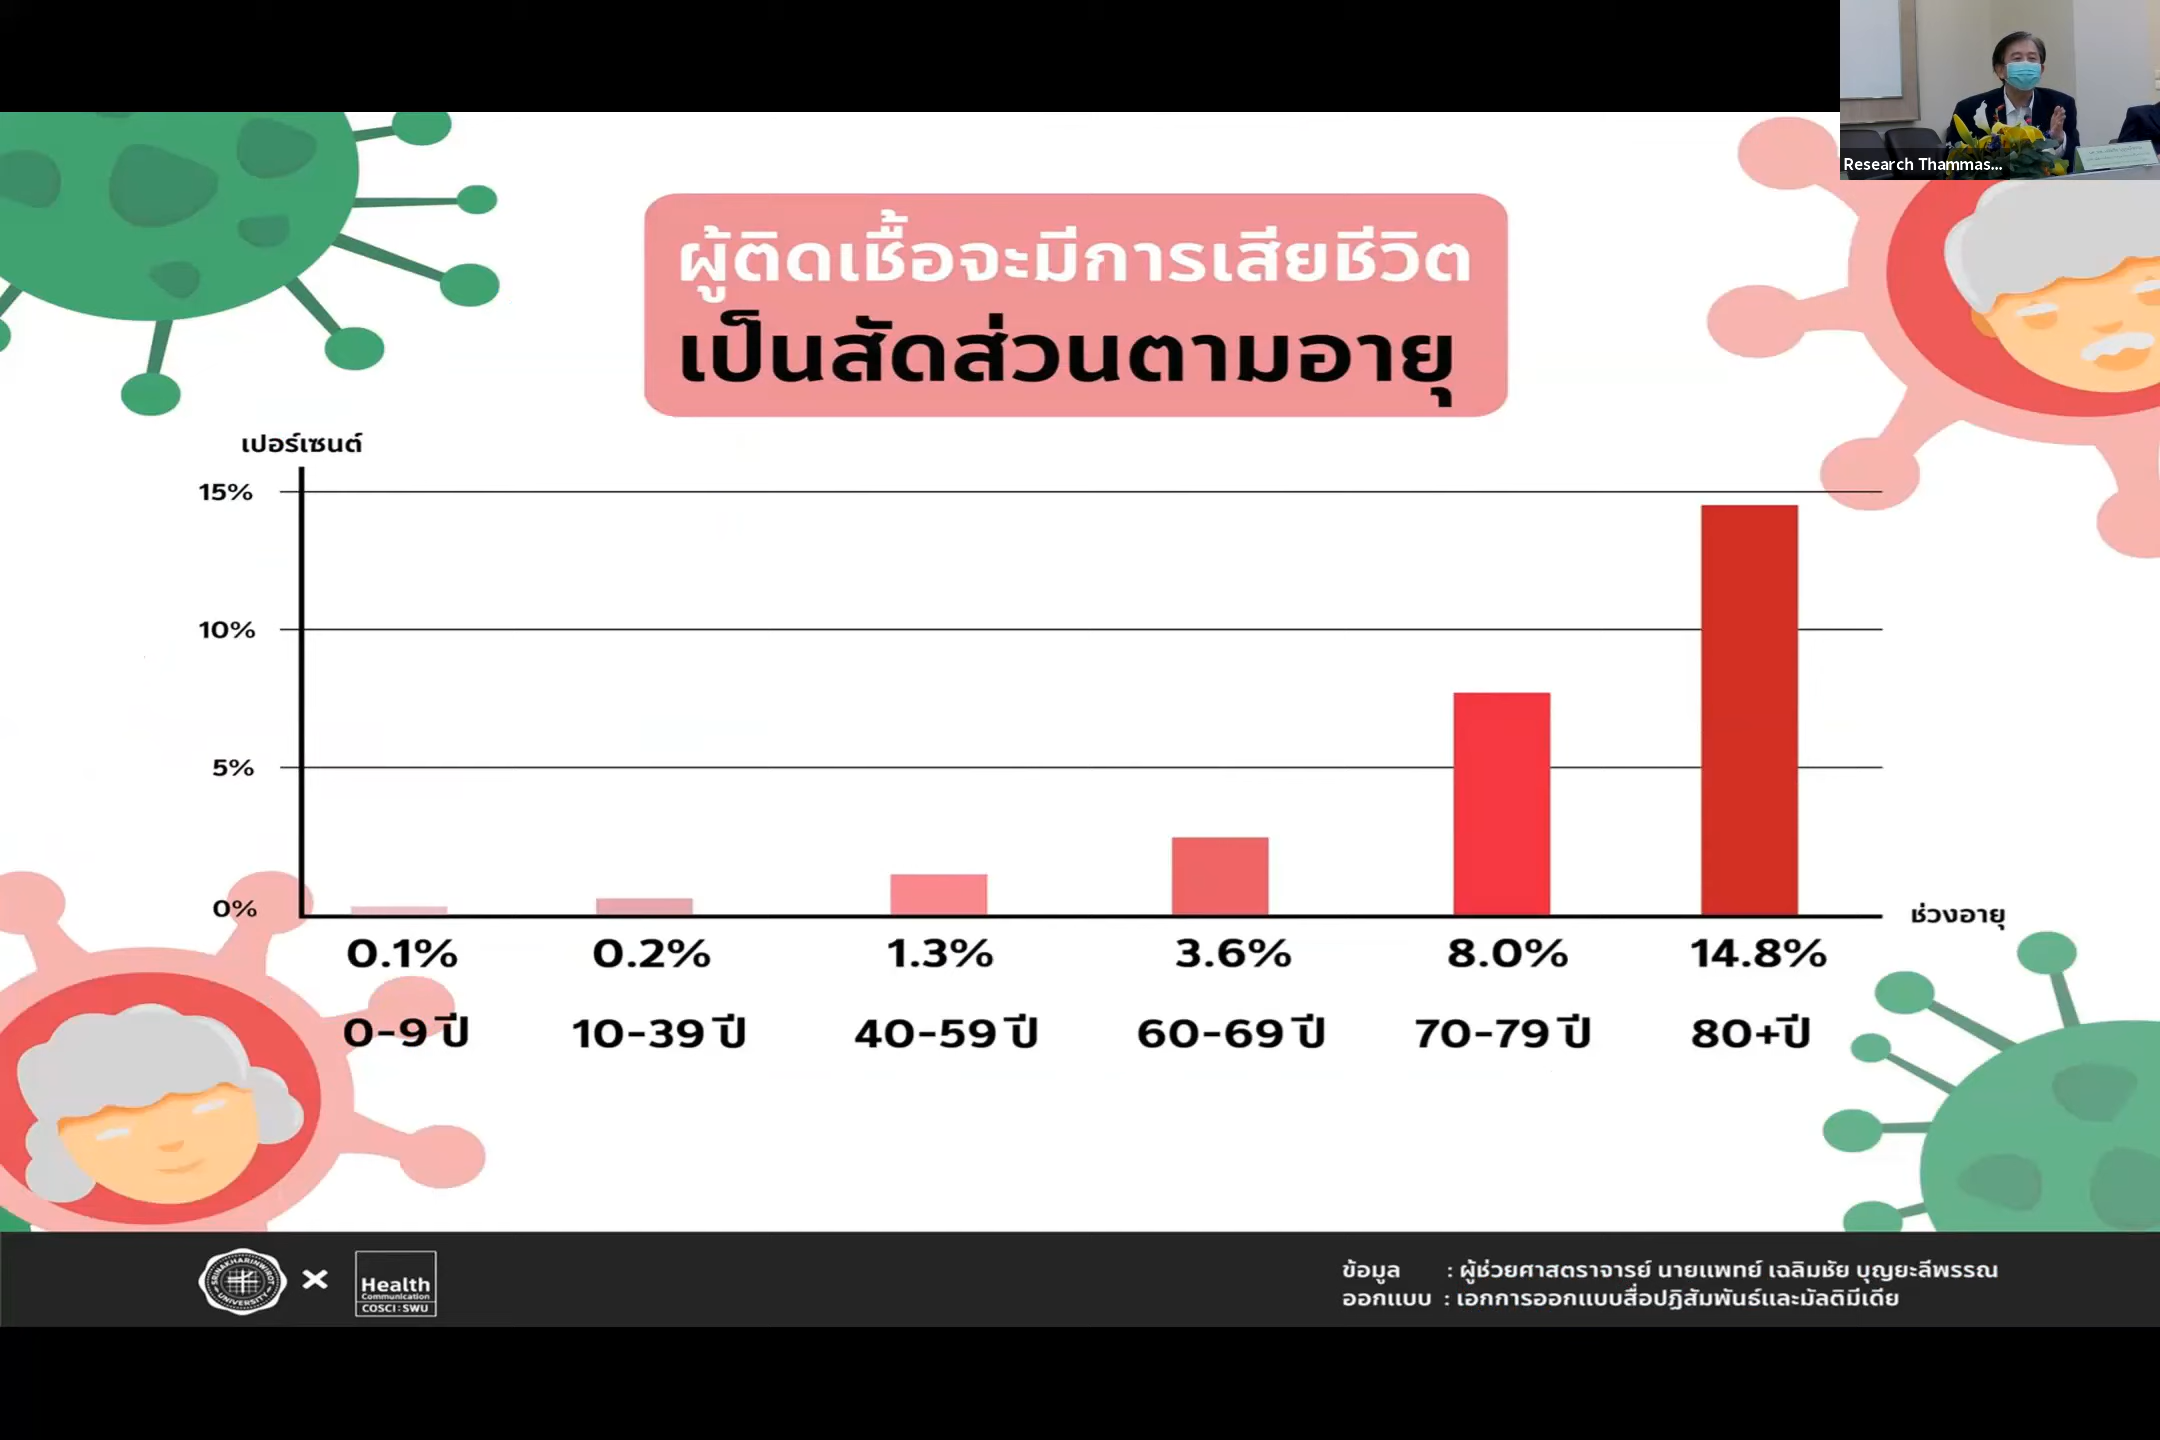 Research Thammas...
ผู้ติดเชื้อจะมีการเสียชีวิต
เป็นสัดส่วนตามอายุ
เปอร์เซนต์
15%
10%
5%
0%
ช่วงอายุ
0.1% 0.2% 1.3% 3.6% 8.0% 14.8%
0-9 ปี 10-39 ปี 40-59 ปี 60-69 ปี 70-79 ปี 80+ปี
SRINAKHARINWIROT UNIVERSITY
×
Health
Communication
COSCI:SWU
ข้อมูล : ผู้ช่วยศาสตราจารย์ นายแพทย์ เฉลิมชัย บุญยะลีพรรณ
ออกแบบ : เอกการออกแบบสื่อปฏิสัมพันธ์และมัลติมีเดีย